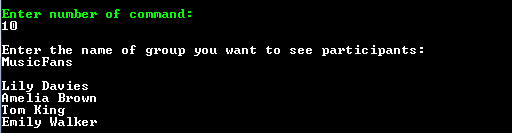 Enter number of command:
10
Enter the name of group you want to see participants:
MusicFans
Lily Davies
Amelia Brown
Tom King
Emily Walker